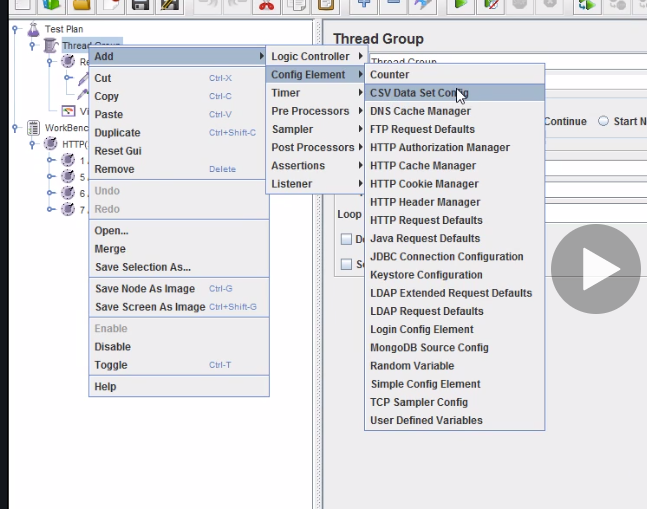 Test Plan
Thread Group
Thread Group
Thread Group
Add
Cut Ctrl-X
Copy Ctrl-C
Paste Ctrl-V
Duplicate Ctrl+Shift-C
Reset Gui
Remove Delete
Undo
Redo
Open...
Merge
Save Selection As...
Save Node As Image Ctrl-G
Save Screen As Image Ctrl+Shift-G
Enable
Disable
Toggle Ctrl-T
Help
Logic Controller
Config Element
Timer
Pre Processors
Sampler
Post Processors
Assertions
Listener
Counter
CSV Data Set Config
DNS Cache Manager
FTP Request Defaults
HTTP Authorization Manager
HTTP Cache Manager
HTTP Cookie Manager
HTTP Header Manager
HTTP Request Defaults
Java Request Defaults
JDBC Connection Configuration
Keystore Configuration
LDAP Extended Request Defaults
LDAP Request Defaults
Login Config Element
MongoDB Source Config
Random Variable
Simple Config Element
TCP Sampler Config
User Defined Variables
Continue Start N
Loop
WorkBenc
HTTP(
1
5
6
7